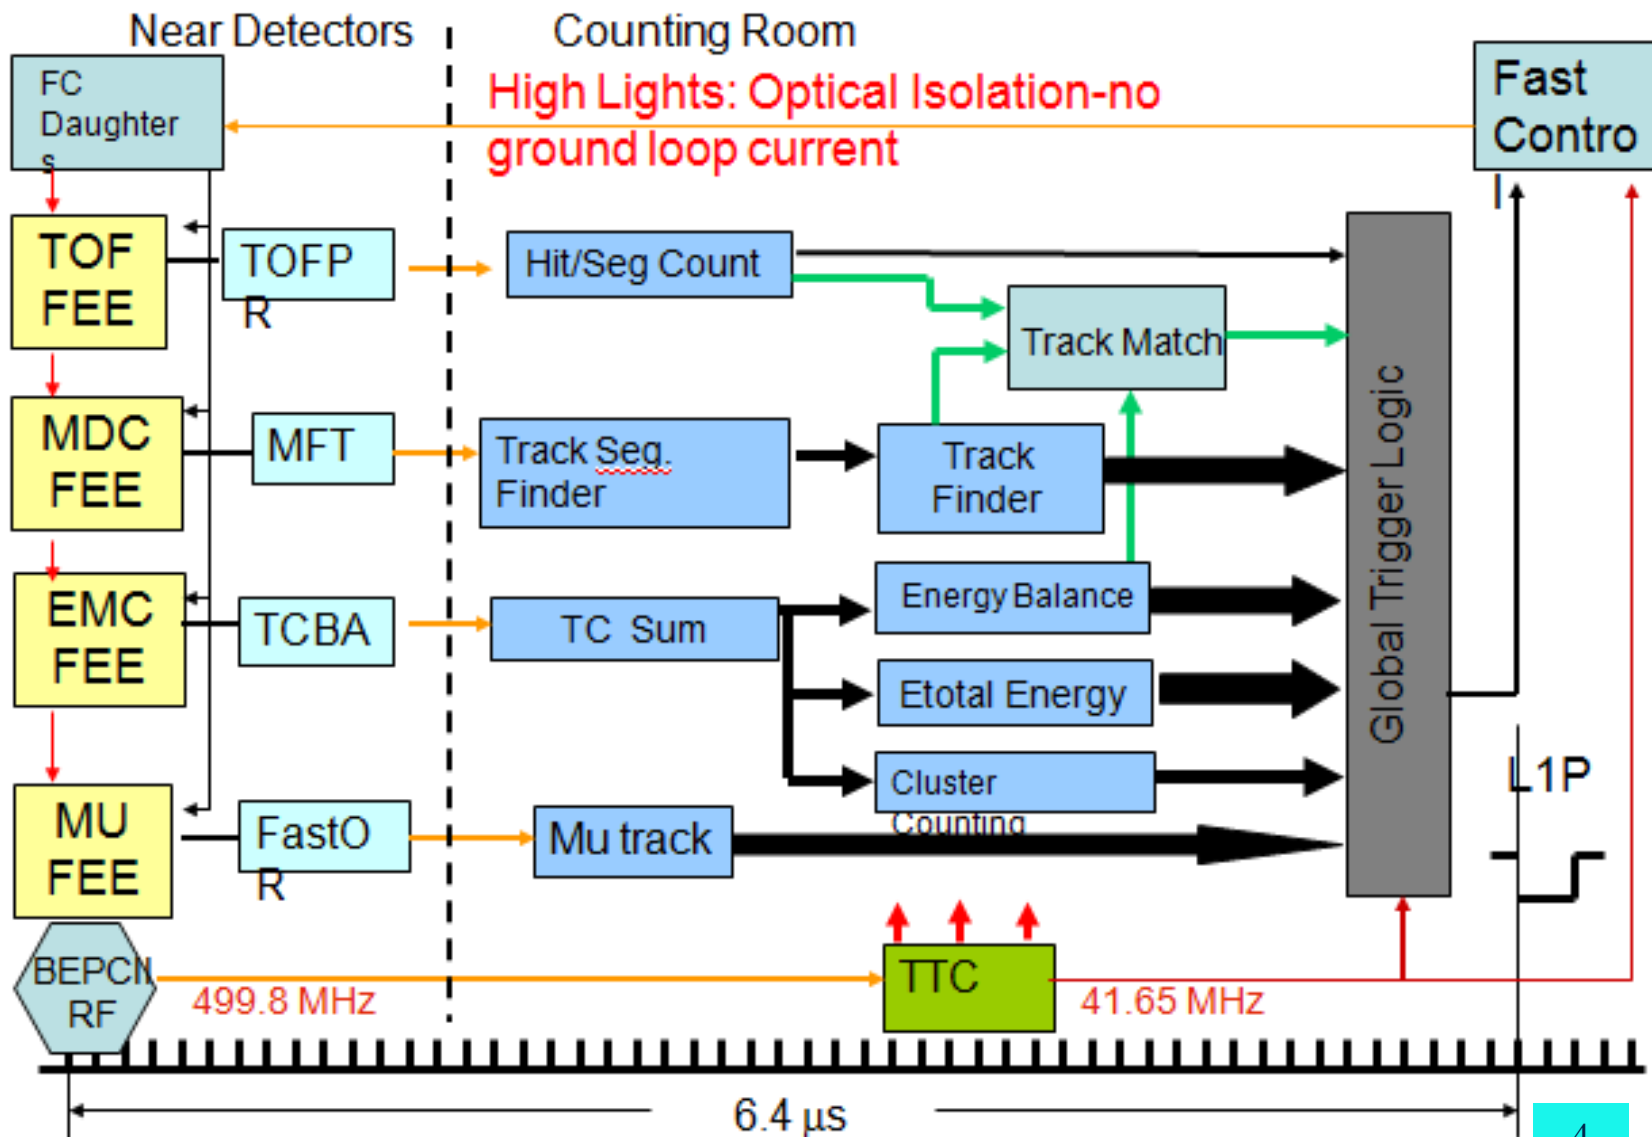 Near Detectors
Counting Room
FC
Daughter
s
High Lights: Optical Isolation-no
ground loop current
Fast
Contro
l
TOF
FEE
TOFP
R
Hit/Seg Count
Track Match
MDC
FEE
MFT
Track Seg.
Finder
Track
Finder
Global Trigger Logic
EMC
FEE
TCBA
TC Sum
Energy Balance
Etotal Energy
Cluster
Counting
L1P
MU
FEE
FastO
R
Mu track
BEPCII
RF
499.8 MHz
TTC
41.65 MHz
6.4 μs
4